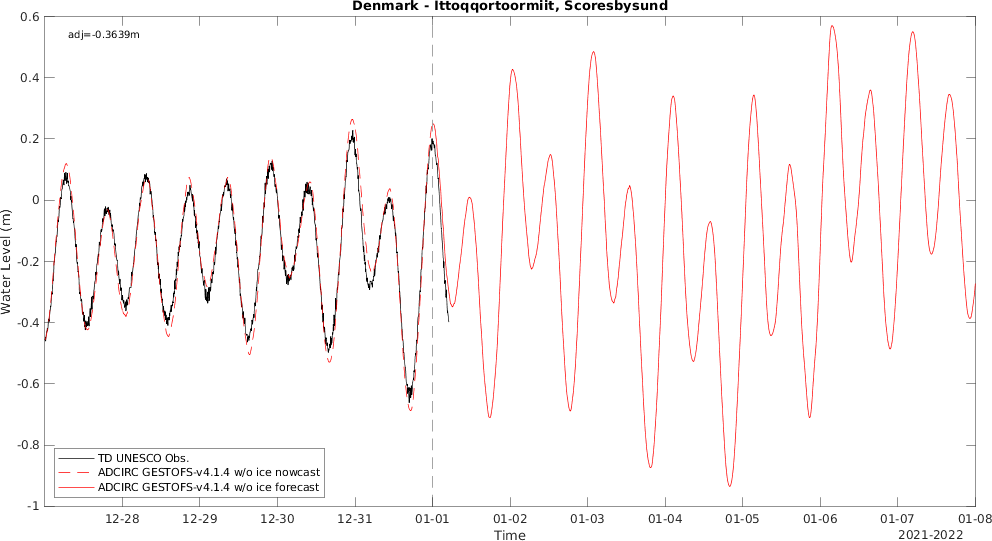 Denmark - Ittoqqortoormiit, Scoresbysund
adj=-0.3639m
0.6
0.4
0.2
0
-0.2
-0.4
-0.6
-0.8
-1
Water Level (m)
TD UNESCO Obs.
ADCIRC GESTOFS-v4.1.4 w/o ice nowcast
ADCIRC GESTOFS-v4.1.4 w/o ice forecast
12-28 12-29 12-30 12-31 01-01 01-02 01-03 01-04 01-05 01-06 01-07 01-08
Time
2021-2022